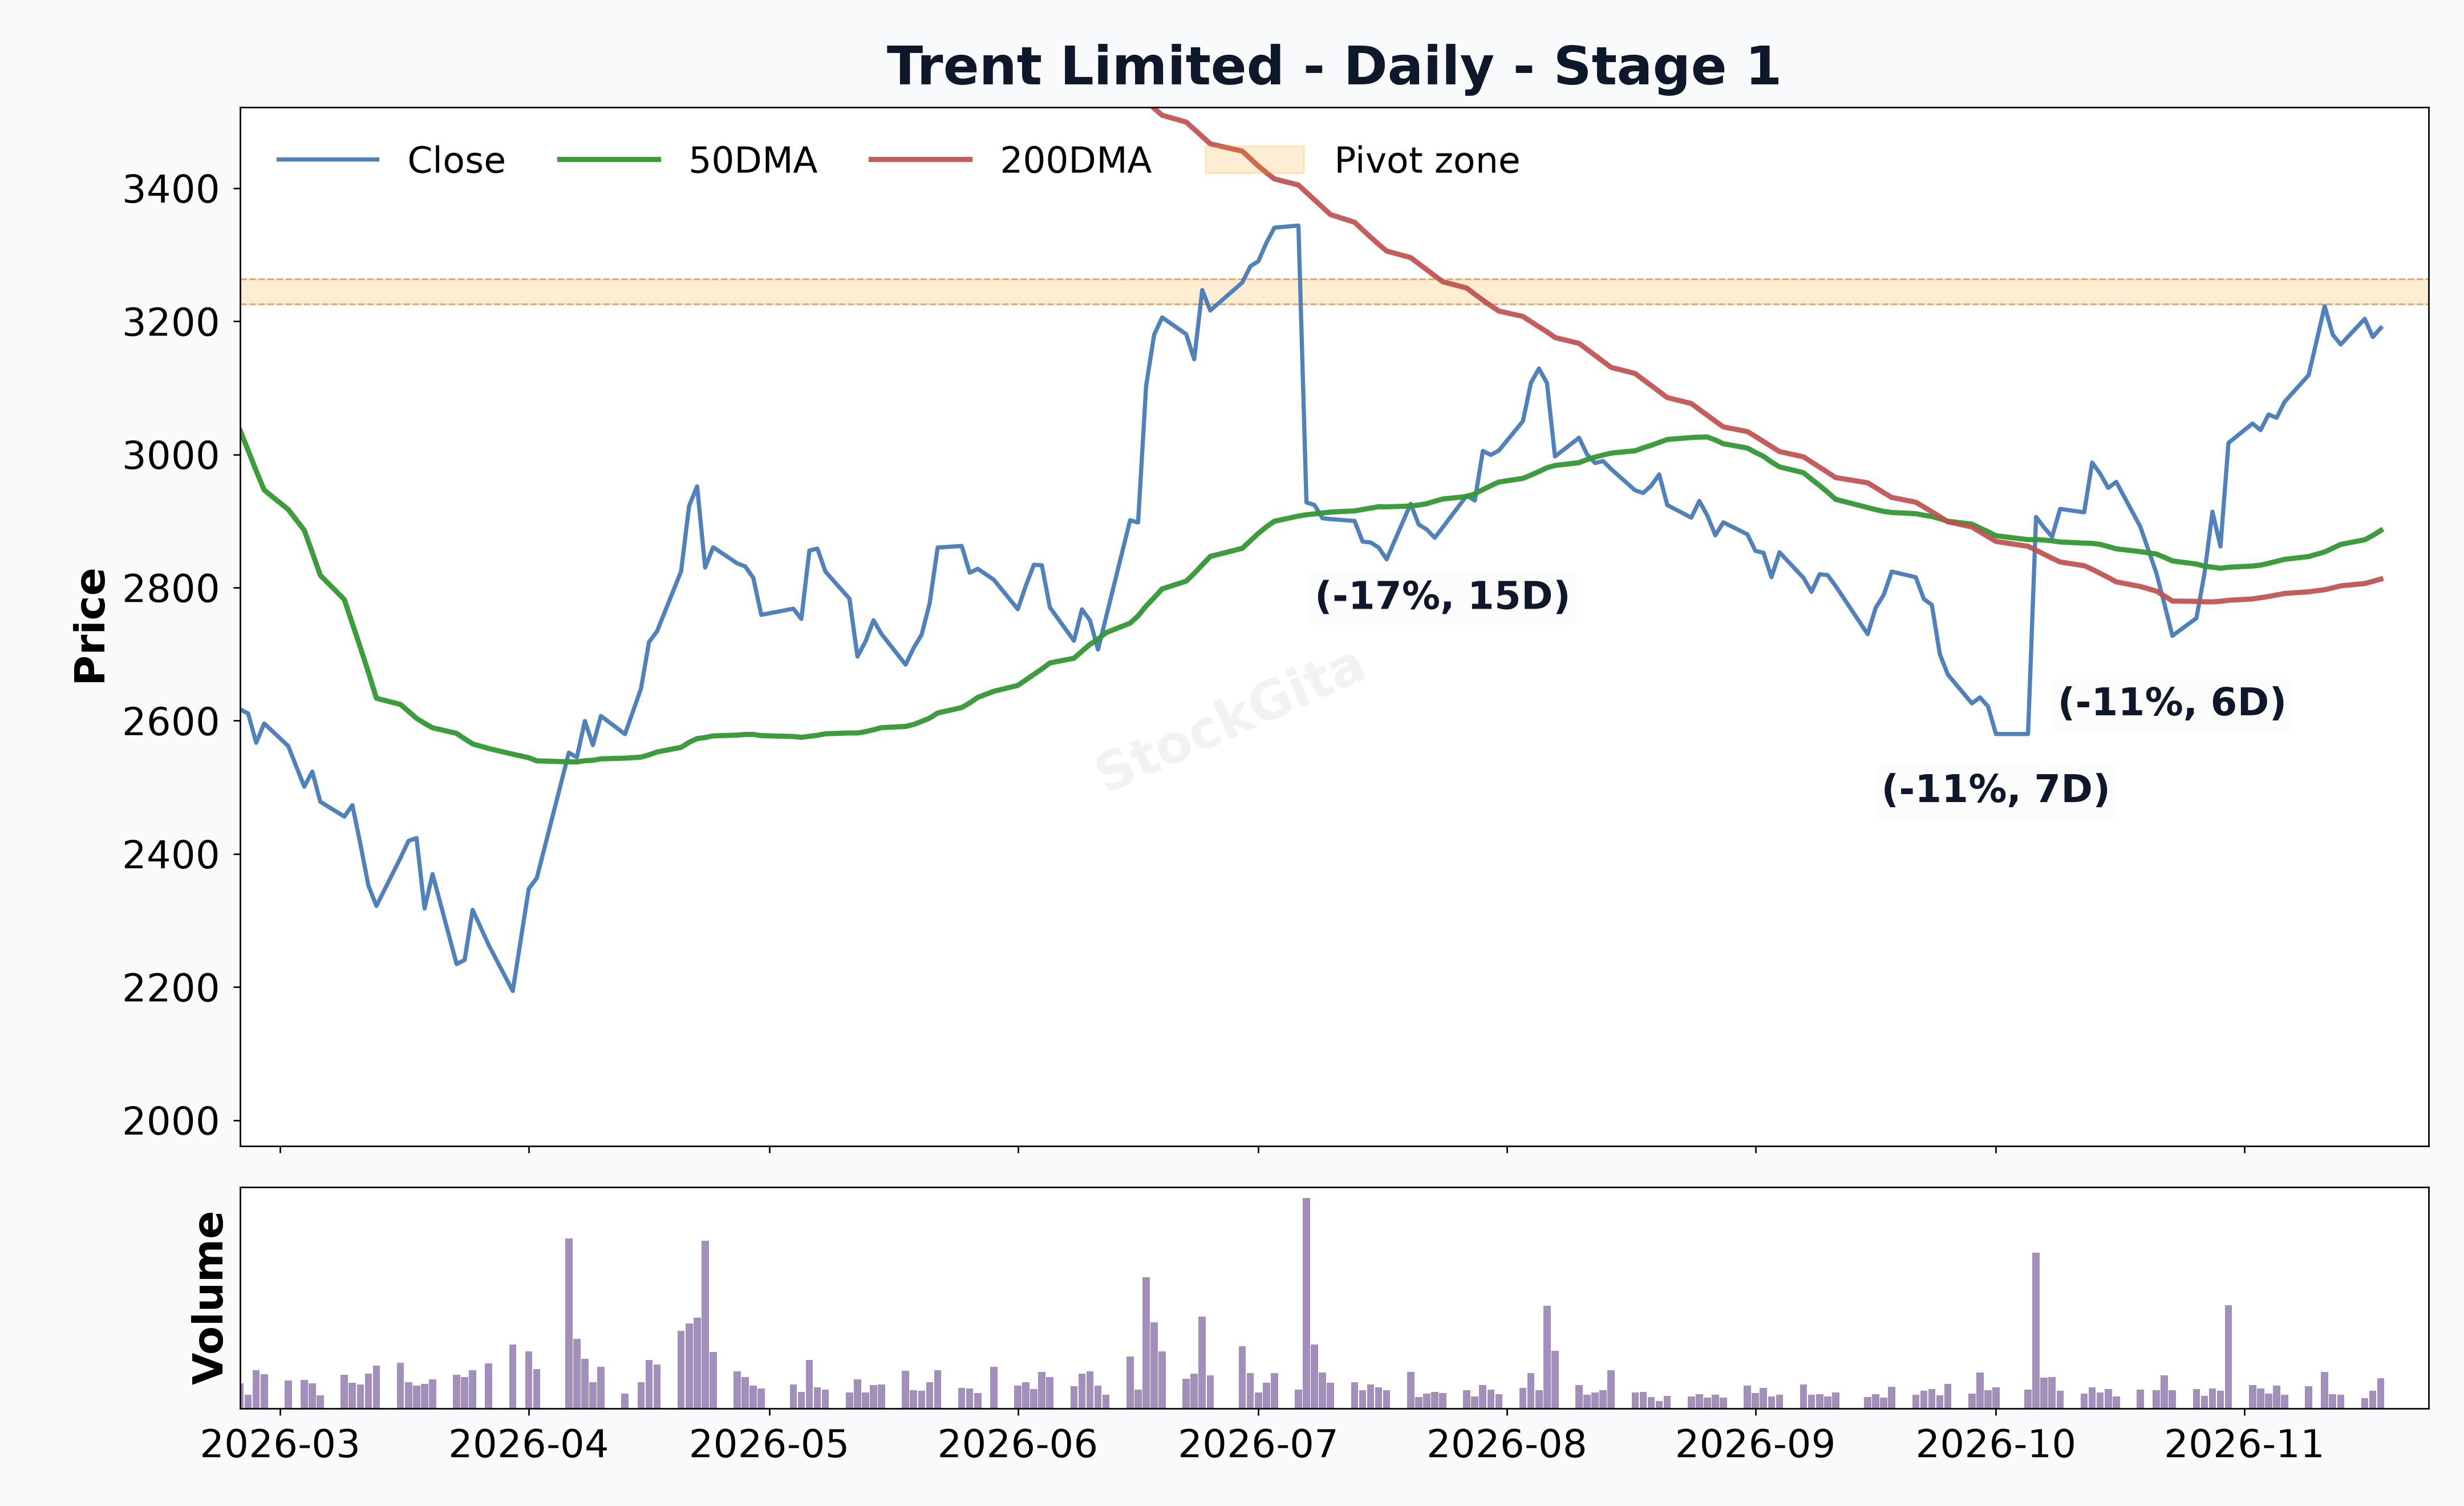 Trent Limited - Daily - Stage 1
Close 50DMA 200DMA Pivot zone
3400
3200
3000
2800
2600
2400
2200
2000
Price
(-17%, 15D)
(-11%, 6D)
(-11%, 7D)
StockGita
Volume
2026-03 2026-04 2026-05 2026-06 2026-07 2026-08 2026-09 2026-10 2026-11